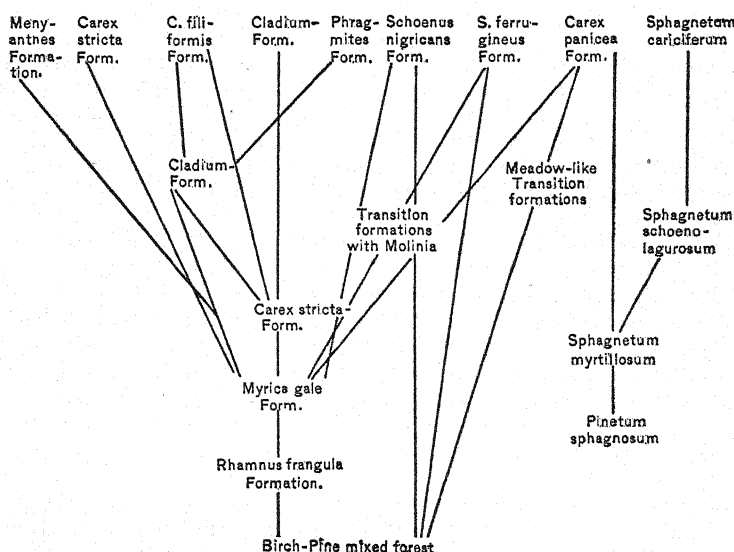 Meny-
antnes
Forma-
tion.
Carex
stricta
Form.
C. fili-
formis
Form.
Cladium-
Form.
Phrag-
mites
Form.
Schoenus
nigricans
Form.
S. ferru-
gineus
Form.
Carex
panicea
Form.
Sphagnetum
cariciferum
Cladium-
Form.
Meadow-like
Transition
formations
Transition
formations
with Molinia
Sphagnetum
schoeno-
lagurosum
Carex stricta-
Form.
Sphagnetum
myrtillosum
Myrica gale
Form.
Pinetum
sphagnosum
Rhamnus frangula
Formation.
Birch-Pine mixed forest